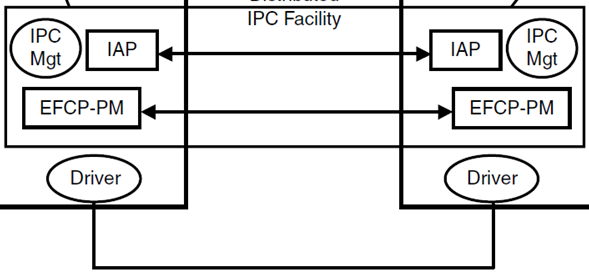 IPC Facility
IPC
Mgt
IAP
IAP
IPC
Mgt
EFCP-PM
EFCP-PM
Driver
Driver